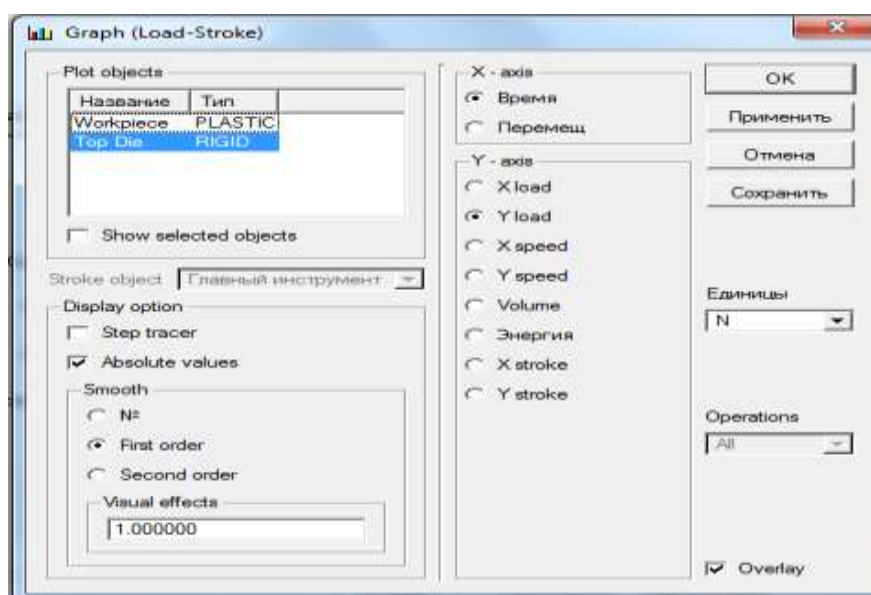 Graph (Load-Stroke)
Plot objects
Название Тип
Workpiece PLASTIC
Top Die RIGID
Show selected objects
Stroke object Главный инструмент
Display option
Step tracer
Absolute values
Smooth
№
First order
Second order
Visual effects
1.000000
X - axis
Время
Перемещ
Y - axis
X load
Y load
X speed
Y speed
Volume
Энергия
X stroke
Y stroke
OK
Применить
Отмена
Сохранить
Единицы
N
Operations
All
Overlay